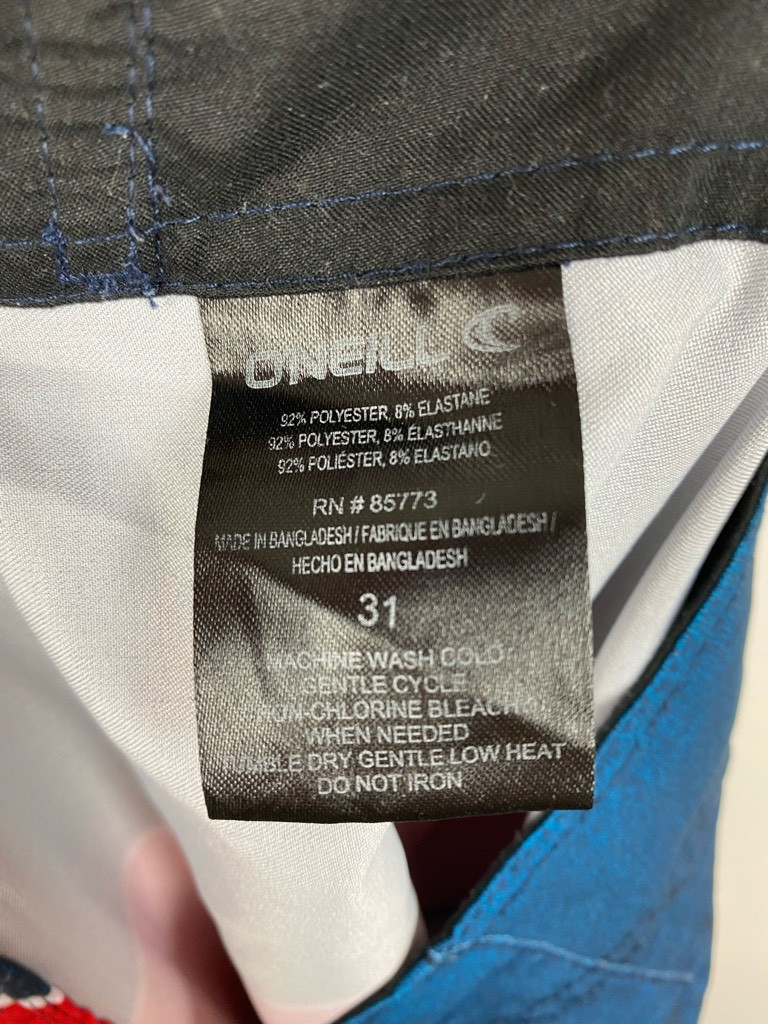 O'NEILL
92% POLYESTER, 8% ELASTANE
92% POLYESTER, 8% ÉLASTHANNE
92% POLIÉSTER, 8% ELASTANO
RN # 85773
MADE IN BANGLADESH / FABRIQUE EN BANGLADESH /
HECHO EN BANGLADESH
31
MACHINE WASH COLD
GENTLE CYCLE
NON-CHLORINE BLEACH
WHEN NEEDED
TUMBLE DRY GENTLE LOW HEAT
DO NOT IRON